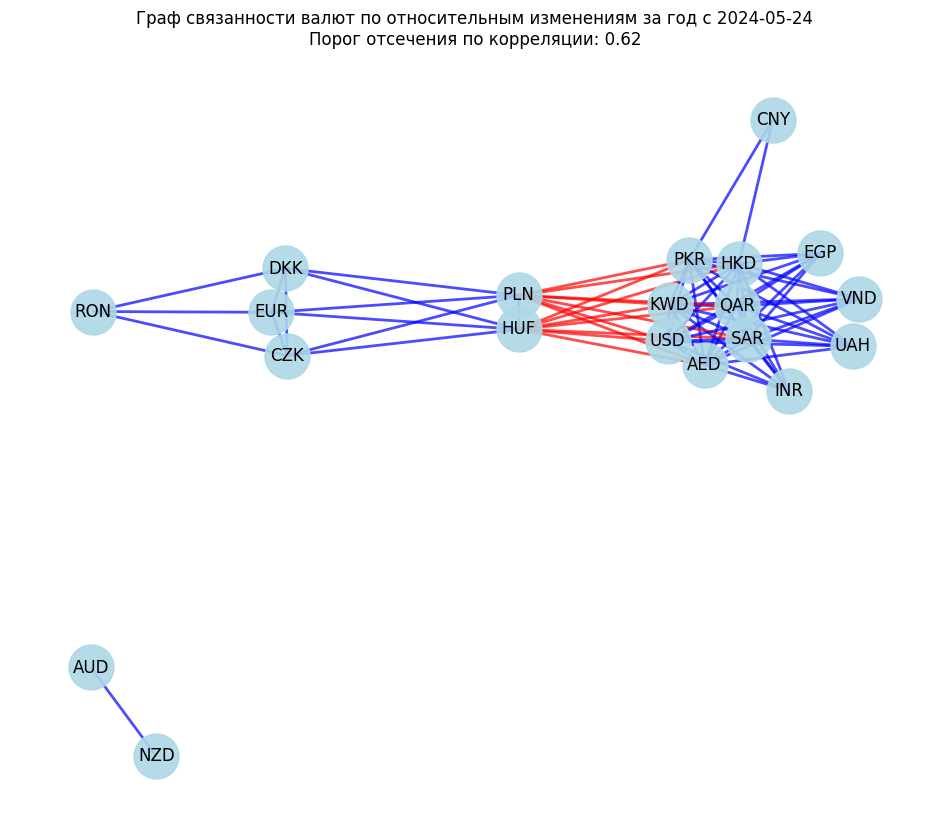 Граф связанности валют по относительным изменениям за год с 2024-05-24
Порог отсечения по корреляции: 0.62
CNY
EGP
PKR
HKD
DKK
PLN
VND
KWD
QAR
RON
EUR
HUF
USD
SAR
UAH
CZK
AED
INR
AUD
NZD